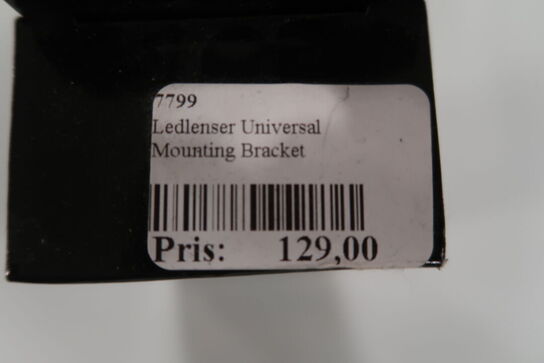 7799
Ledlenser Universal
Mounting Bracket
Pris: 129,00